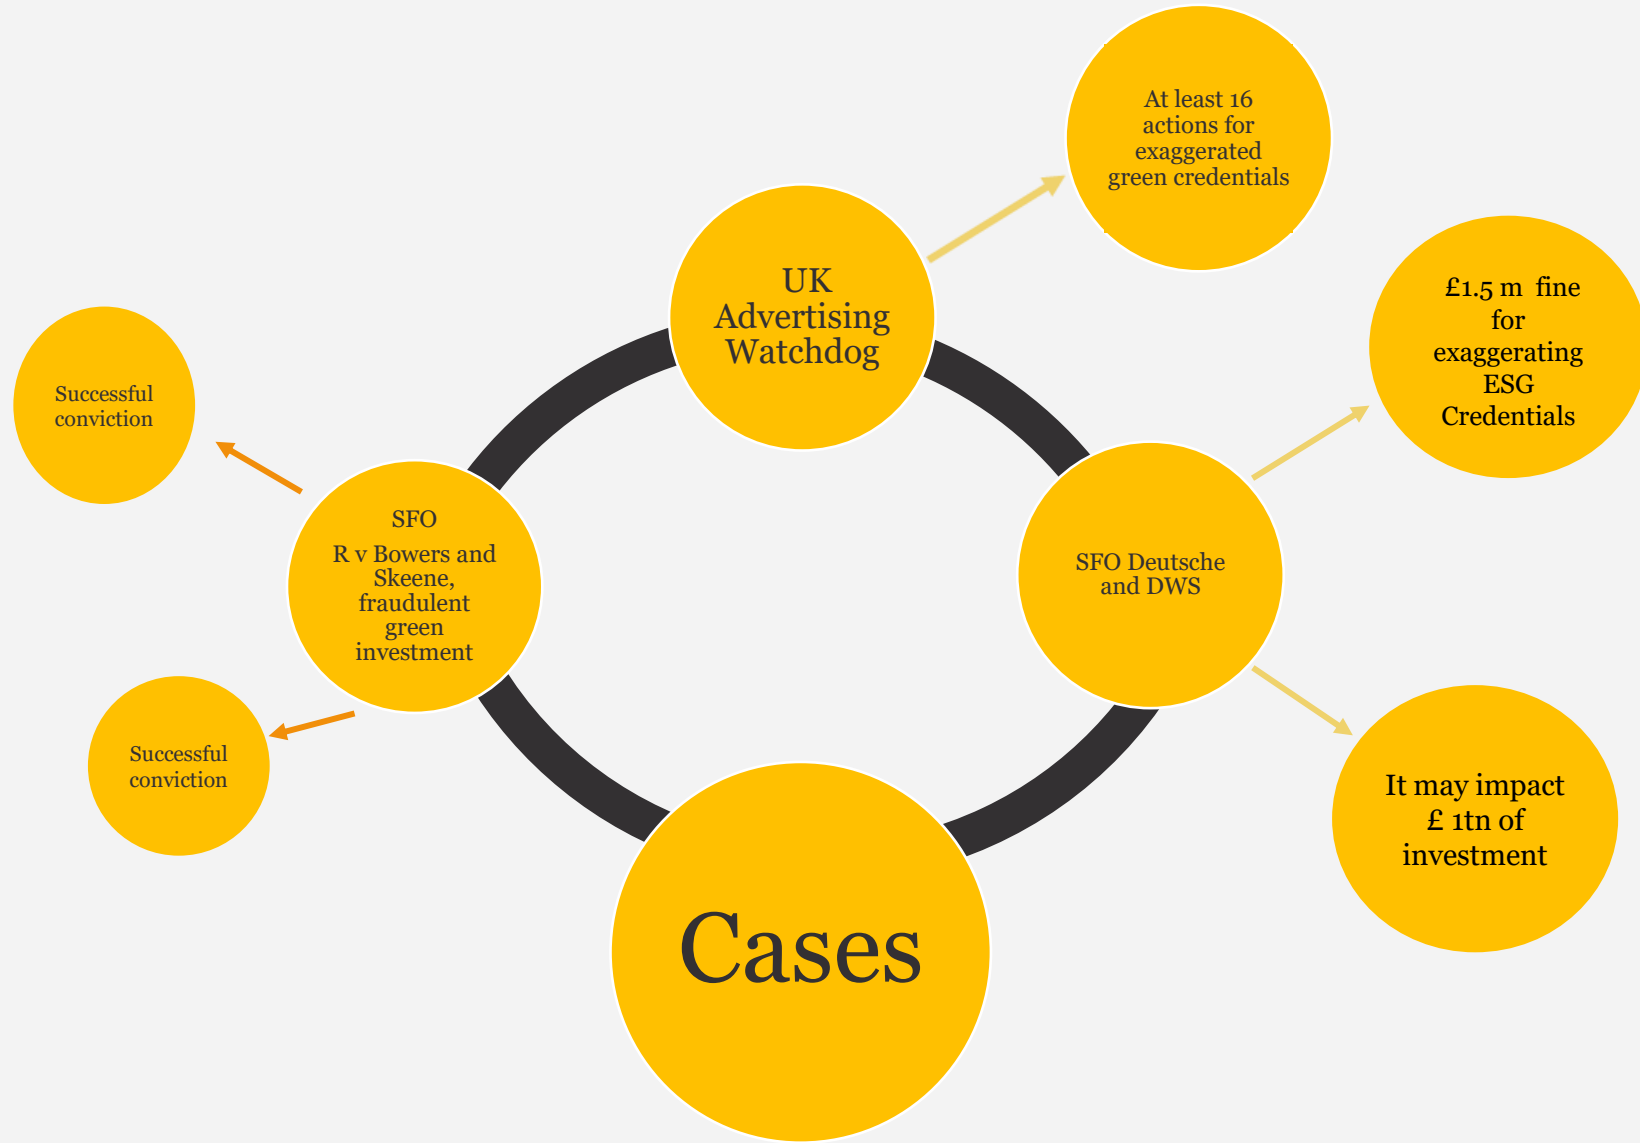 At least 16
actions for
exaggerated
green credentials
UK
Advertising
Watchdog
£1.5 m fine
for
exaggerating
ESG
Credentials
Successful
conviction
SFO
R v Bowers and
Skeene,
fraudulent
green
investment
SFO Deutsche
and DWS
Successful
conviction
It may impact
£ 1tn of
investment
Cases